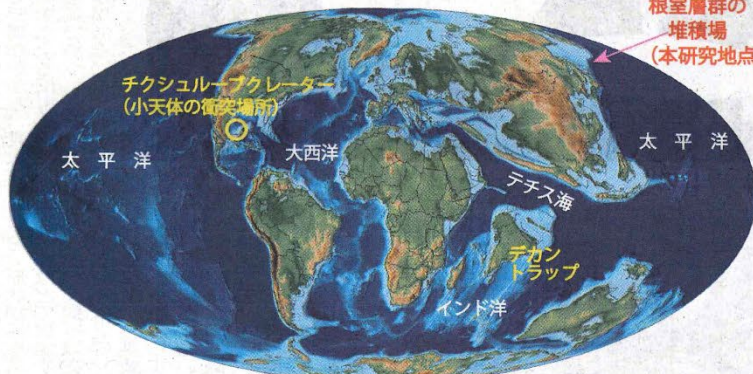 根室層群の
堆積場
(本研究地点
チクシュルーブクレーター
(小天体の衝突場所)
太平洋
大西洋
太平洋
テチス海
デカン
トラップ
インド洋